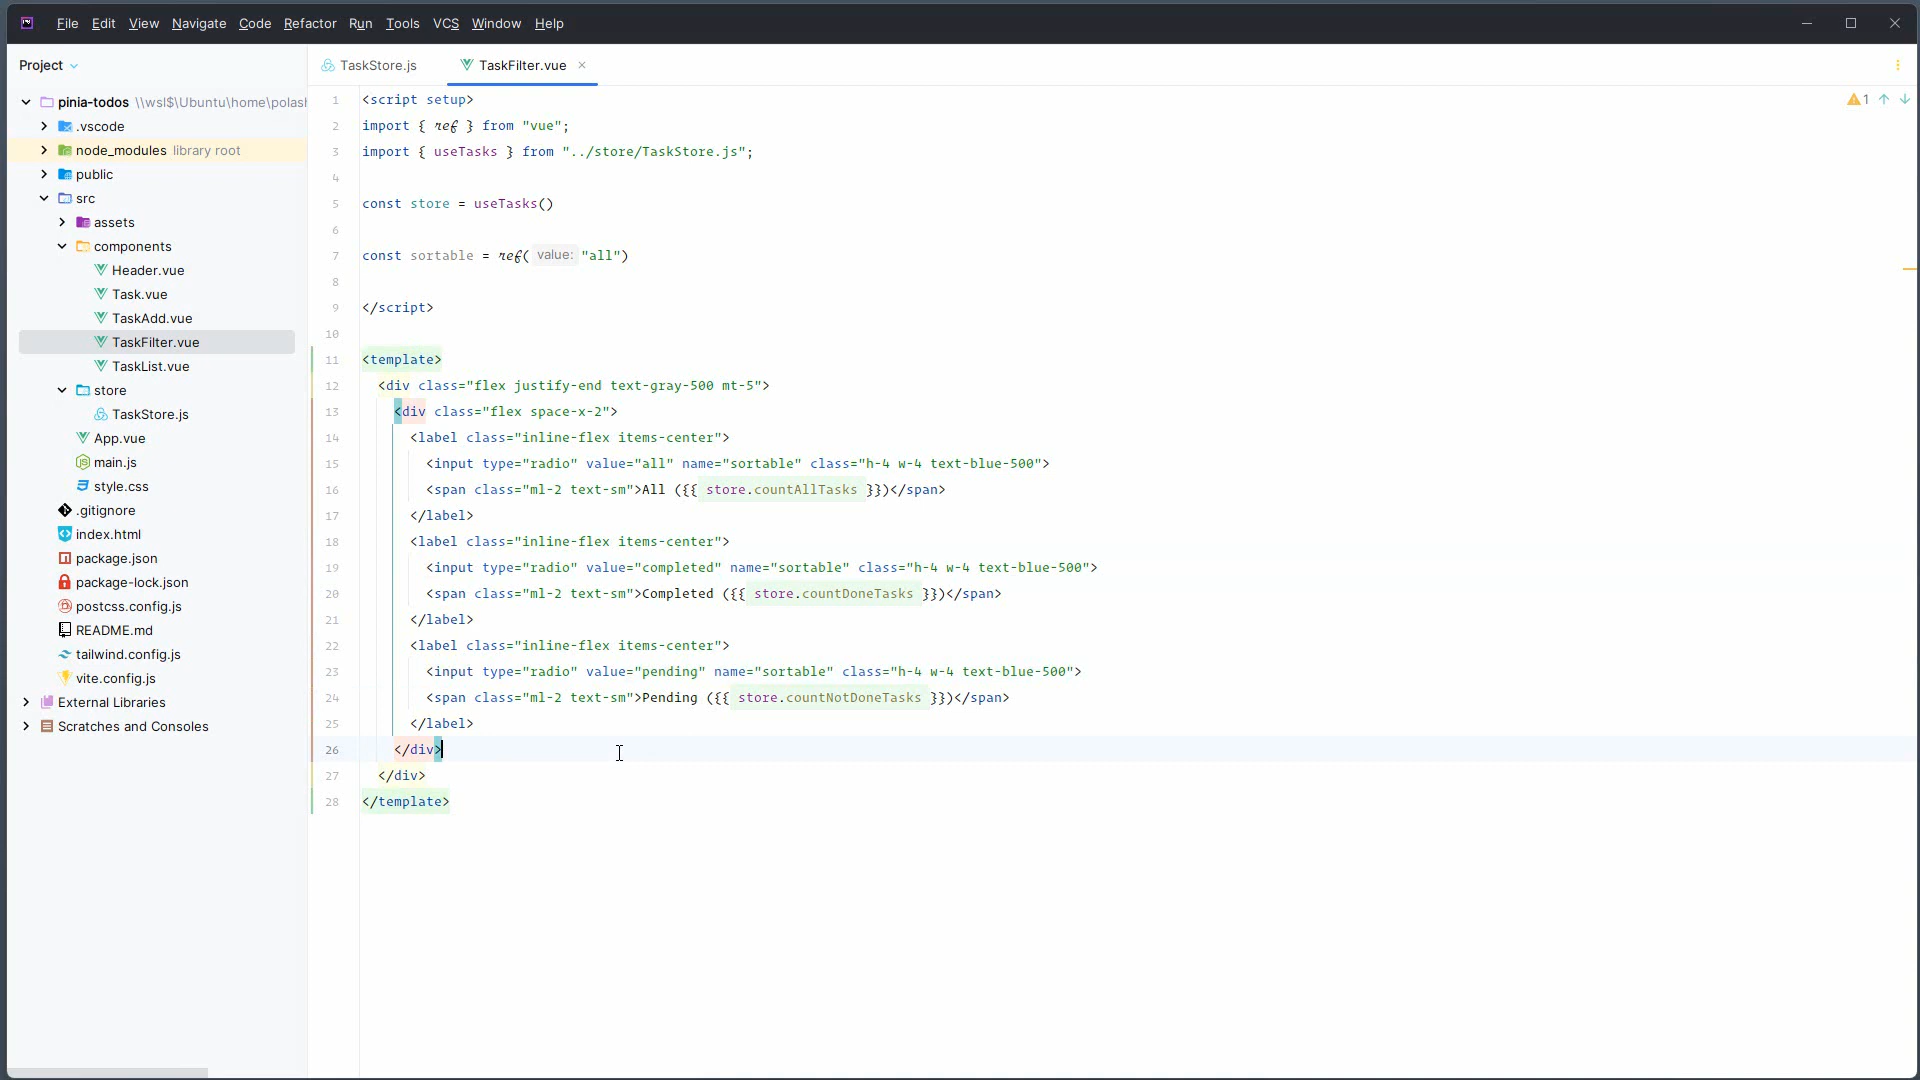 File Edit View Navigate Code Refactor Run Tools VCS Window Help
Project
TaskStore.js
TaskFilter.vue
pinia-todos \\wsl$\Ubuntu\home\polash
.vscode
node_modules library root
public
src
assets
components
Header.vue
Task.vue
TaskAdd.vue
TaskFilter.vue
TaskList.vue
store
TaskStore.js
App.vue
main.js
style.css
.gitignore
index.html
package.json
package-lock.json
postcss.config.js
README.md
tailwind.config.js
vite.config.js
External Libraries
Scratches and Consoles
1
1 <script setup>
2 import { ref } from "vue";
3 import { useTasks } from "../store/TaskStore.js";
4
5 const store = useTasks()
6
7 const sortable = ref( value: "all")
8
9 </script>
10
11 <template>
12 <div class="flex justify-end text-gray-500 mt-5">
13 <div class="flex space-x-2">
14 <label class="inline-flex items-center">
15 <input type="radio" value="all" name="sortable" class="h-4 w-4 text-blue-500">
16 <span class="ml-2 text-sm">All ({{ store.countAllTasks }})</span>
17 </label>
18 <label class="inline-flex items-center">
19 <input type="radio" value="completed" name="sortable" class="h-4 w-4 text-blue-500">
20 <span class="ml-2 text-sm">Completed ({{ store.countDoneTasks }})</span>
21 </label>
22 <label class="inline-flex items-center">
23 <input type="radio" value="pending" name="sortable" class="h-4 w-4 text-blue-500">
24 <span class="ml-2 text-sm">Pending ({{ store.countNotDoneTasks }})</span>
25 </label>
26 </div>
27 </div>
28 </template>